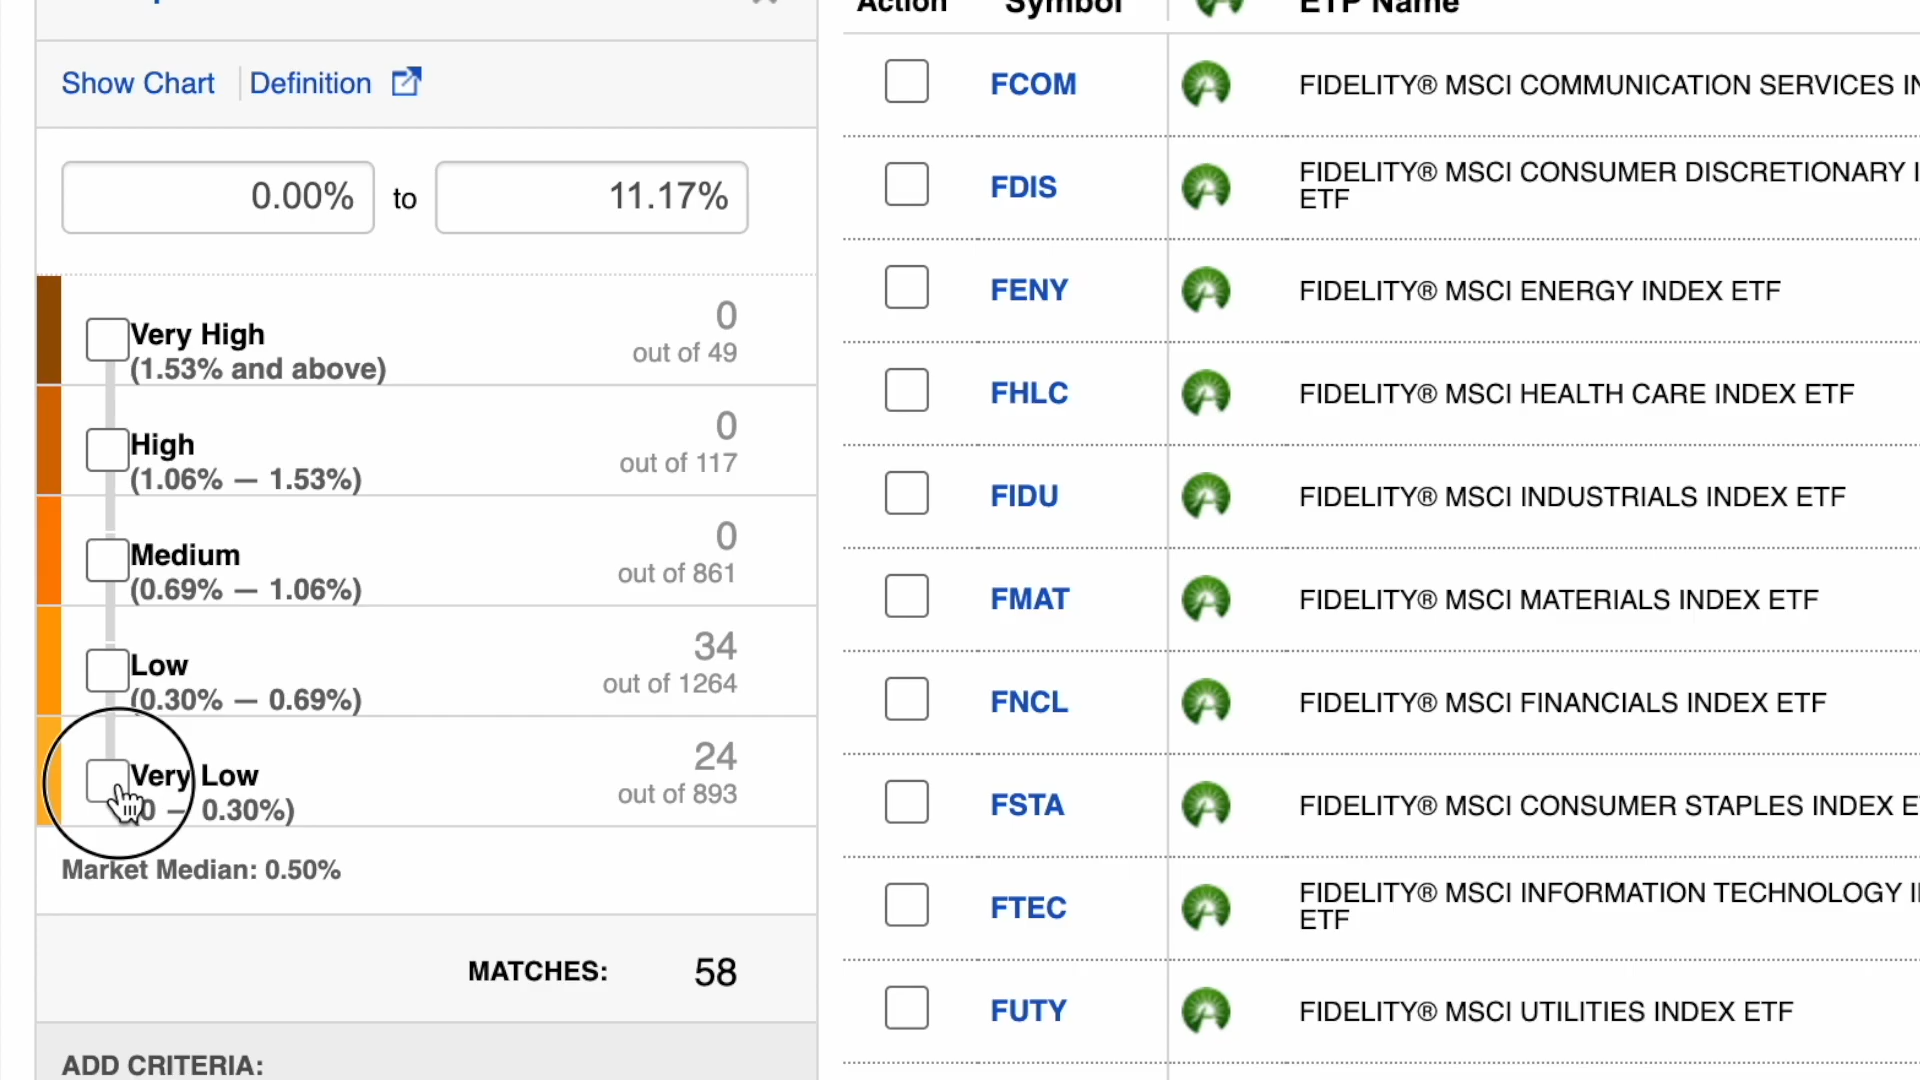 Action Symbol ETP Name
Show Chart Definition
0.00% to 11.17%
Very High
(1.53% and above)
0
out of 49
High
(1.06% — 1.53%)
0
out of 117
Medium
(0.69% — 1.06%)
0
out of 861
Low
(0.30% — 0.69%)
34
out of 1264
Very Low
0 — 0.30%)
24
out of 893
Market Median: 0.50%
MATCHES: 58
ADD CRITERIA:
FCOM FIDELITY® MSCI COMMUNICATION SERVICES
FDIS FIDELITY® MSCI CONSUMER DISCRETIONARY
ETF
FENY FIDELITY® MSCI ENERGY INDEX ETF
FHLC FIDELITY® MSCI HEALTH CARE INDEX ETF
FIDU FIDELITY® MSCI INDUSTRIALS INDEX ETF
FMAT FIDELITY® MSCI MATERIALS INDEX ETF
FNCL FIDELITY® MSCI FINANCIALS INDEX ETF
FSTA FIDELITY® MSCI CONSUMER STAPLES INDEX
FTEC FIDELITY® MSCI INFORMATION TECHNOLOGY
ETF
FUTY FIDELITY® MSCI UTILITIES INDEX ETF